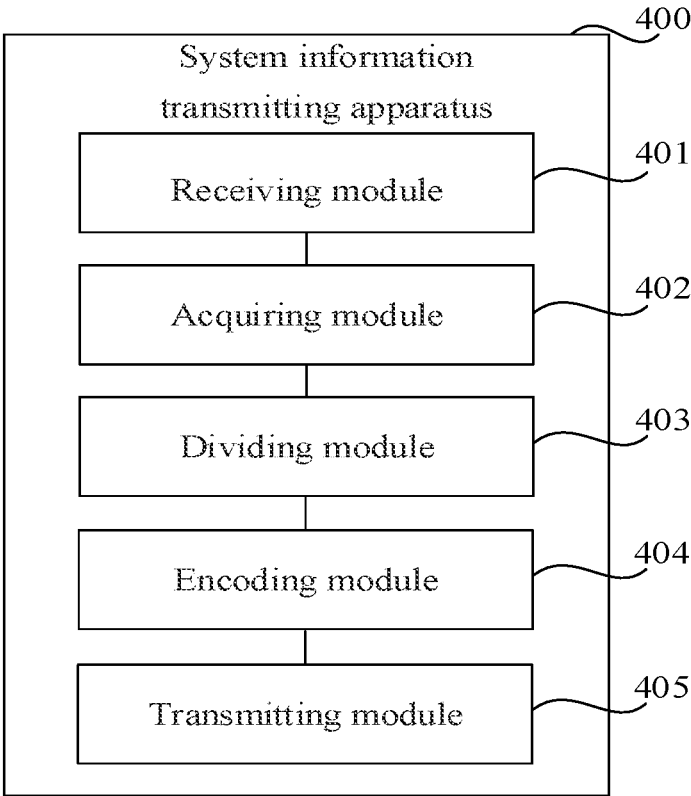 400
System information
transmitting apparatus
Receiving module
401
Acquiring module
402
Dividing module
403
Encoding module
404
Transmitting module
405